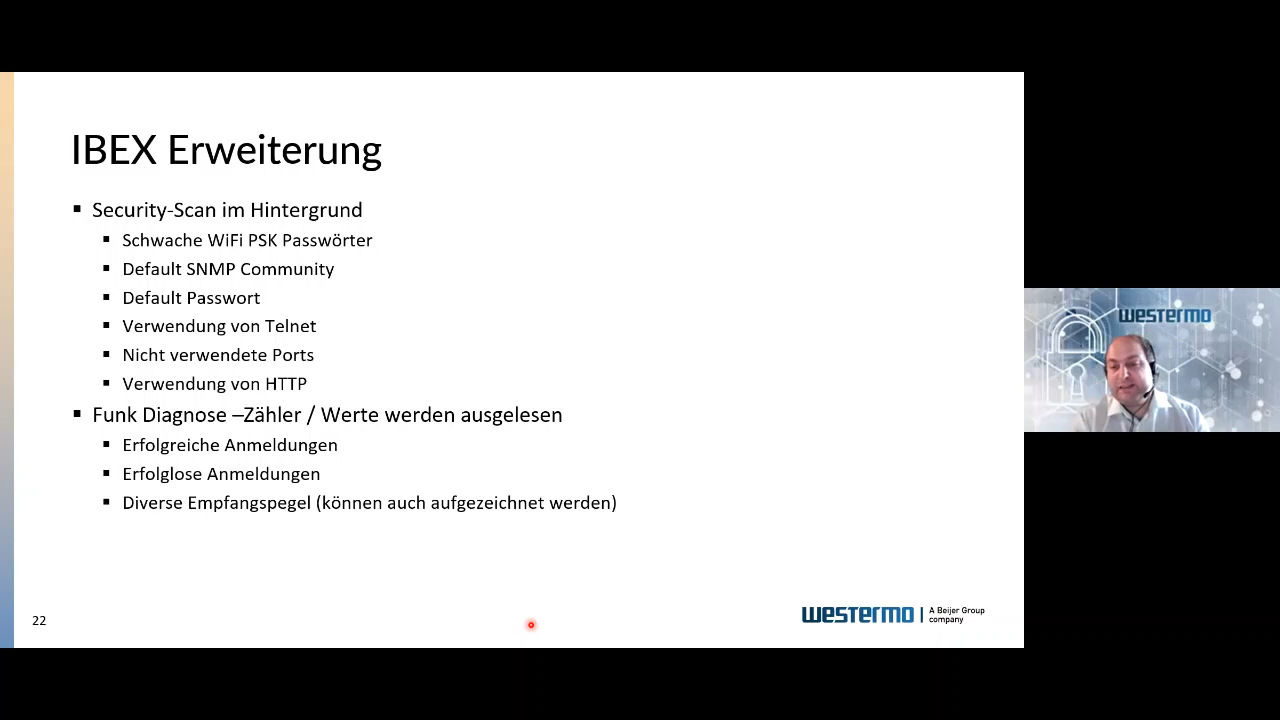 IBEX Erweiterung
Security-Scan im Hintergrund
Schwache WiFi PSK Passwörter
Default SNMP Community
Default Passwort
Verwendung von Telnet
Nicht verwendete Ports
Verwendung von HTTP
Funk Diagnose –Zähler / Werte werden ausgelesen
Erfolgreiche Anmeldungen
Erfolglose Anmeldungen
Diverse Empfangspegel (können auch aufgezeichnet werden)
22
westermo
A Beijer Group
company
westermo